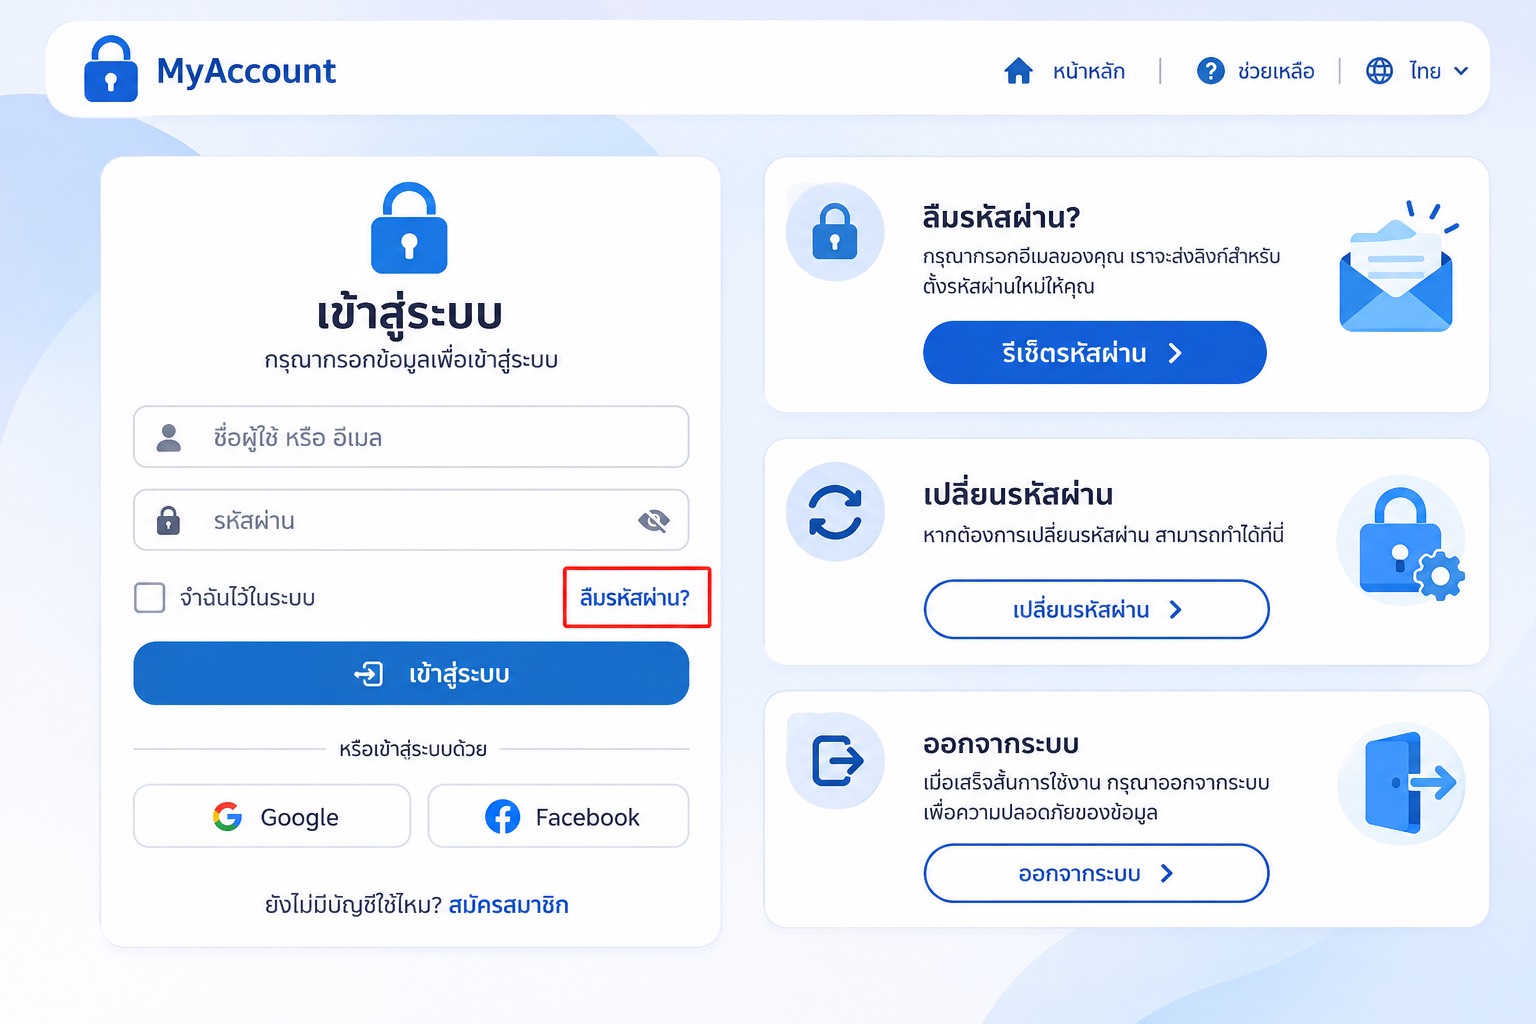 MyAccount
หน้าหลัก
ช่วยเหลือ
ไทย
เข้าสู่ระบบ
กรุณากรอกข้อมูลเพื่อเข้าสู่ระบบ
ชื่อผู้ใช้ หรือ อีเมล
รหัสผ่าน
จำฉันไว้ในระบบ
ลืมรหัสผ่าน?
เข้าสู่ระบบ
หรือเข้าสู่ระบบด้วย
Google
Facebook
ยังไม่มีบัญชีใช้ไหม? สมัครสมาชิก
ลืมรหัสผ่าน?
กรุณากรอกอีเมลของคุณ เราจะส่งลิงก์สำหรับ
ตั้งรหัสผ่านใหม่ให้คุณ
รีเซ็ตรหัสผ่าน
เปลี่ยนรหัสผ่าน
หากต้องการเปลี่ยนรหัสผ่าน สามารถทำได้ที่นี่
เปลี่ยนรหัสผ่าน
ออกจากระบบ
เมื่อเสร็จสั้นการใช้งาน กรุณาออกจากระบบ
เพื่อความปลอดภัยของข้อมูล
ออกจากระบบ